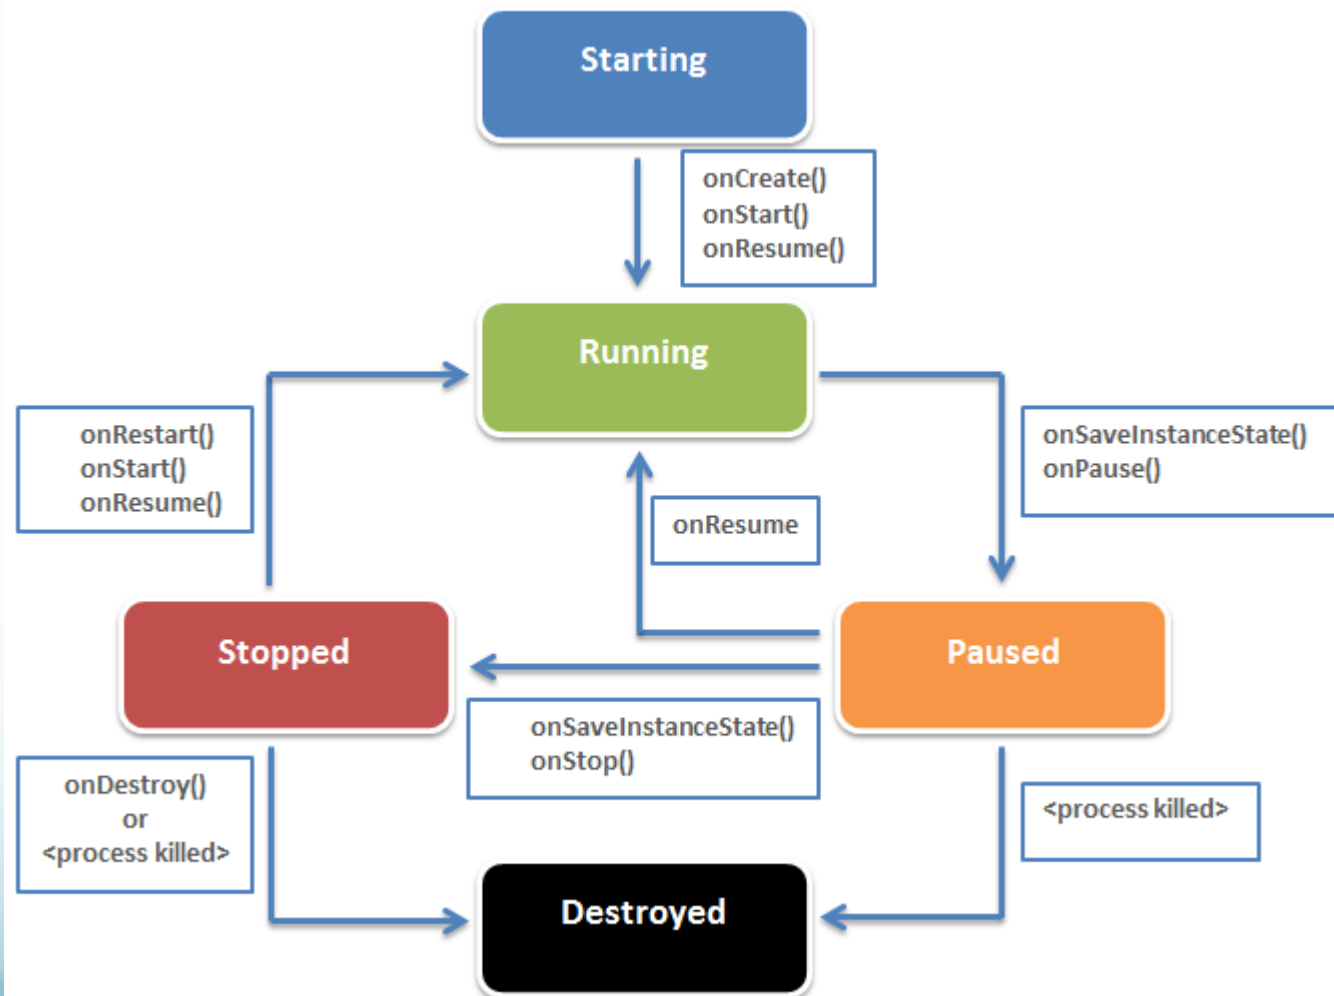 Starting
onCreate()
onStart()
onResume()
Running
onRestart()
onStart()
onResume()
onSaveInstanceState()
onPause()
onResume
Stopped
Paused
onSaveInstanceState()
onStop()
onDestroy()
or
<process killed>
<process killed>
Destroyed